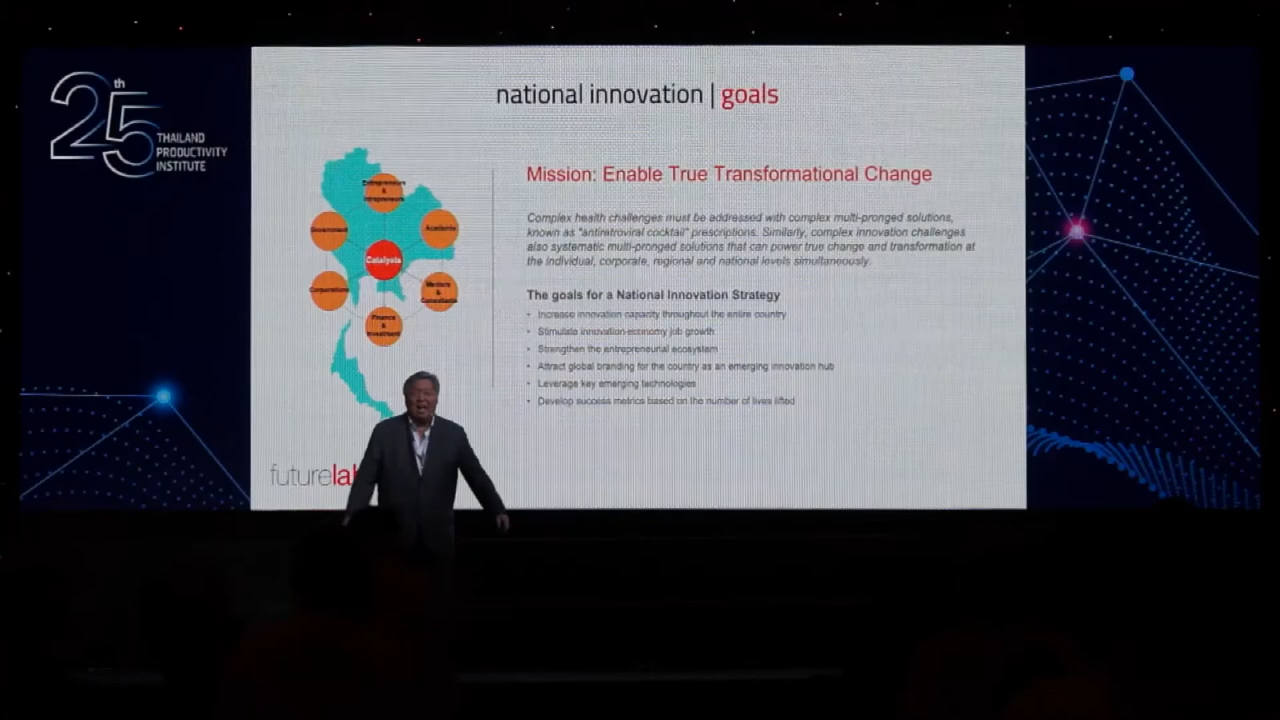 25th
THAILAND
PRODUCTIVITY
INSTITUTE
national innovation | goals
Entrepreneurs
&
Intrapreneurs
Government
Academia
Catalysts
Corporations
Mentors
&
Consultants
Finance
&
Investment
futurelab
Mission: Enable True Transformational Change
Complex health challenges must be addressed with complex multi-pronged solutions,
known as "antiretroviral cocktail" prescriptions. Similarly, complex innovation challenges
also systematic multi-pronged solutions that can power true change and transformation at
the individual, corporate, regional and national levels simultaneously.
The goals for a National Innovation Strategy
• Increase innovation capacity throughout the entire country
• Stimulate innovation-economy job growth
• Strengthen the entrepreneurial ecosystem
• Attract global branding for the country as an emerging innovation hub
• Leverage key emerging technologies
• Develop success metrics based on the number of lives lifted